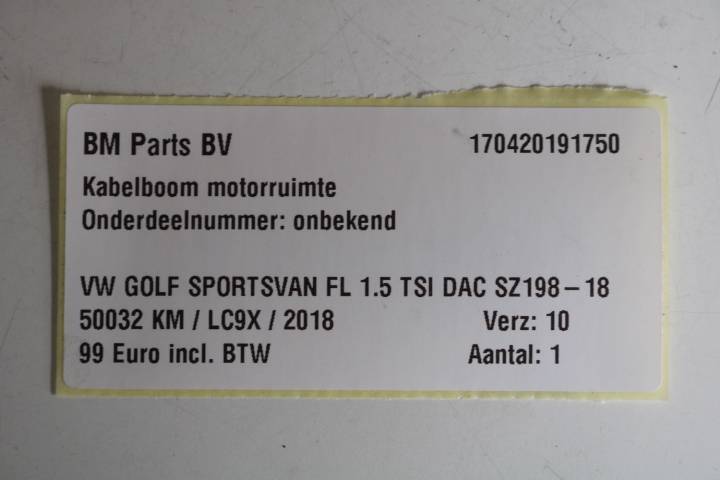 BM Parts BV 170420191750
Kabelboom motorruimte
Onderdeelnummer: onbekend
VW GOLF SPORTSVAN FL 1.5 TSI DAC SZ198-18
50032 KM / LC9X / 2018 Verz: 10
99 Euro incl. BTW Aantal: 1